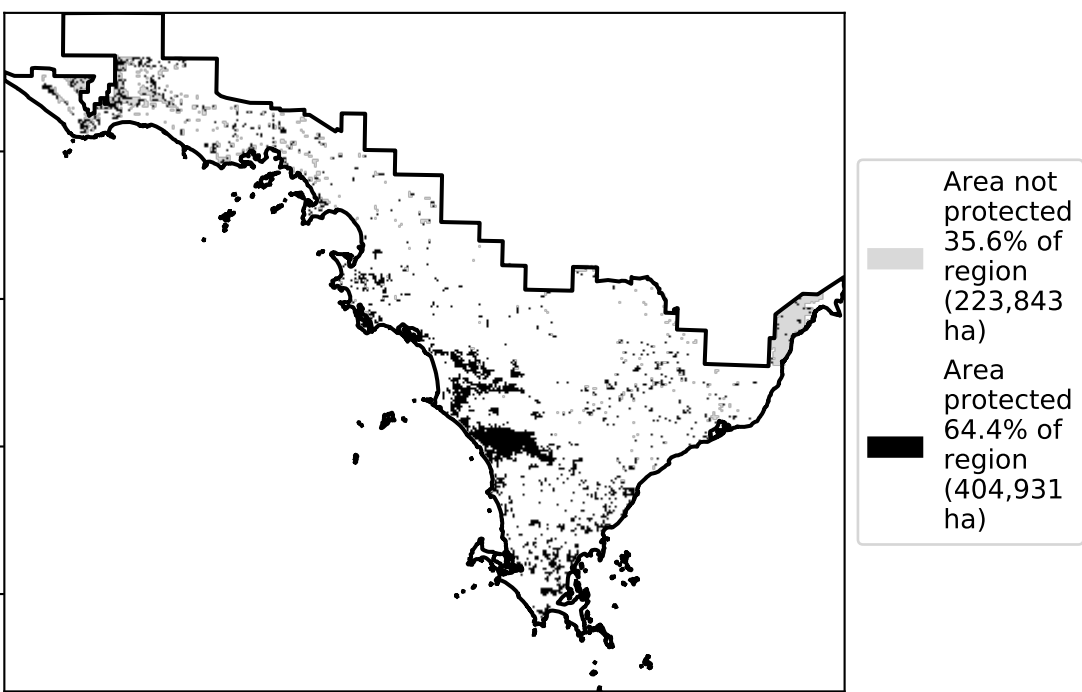 Area not
protected
35.6% of
region
(223,843
ha)
Area
protected
64.4% of
region
(404,931
ha)